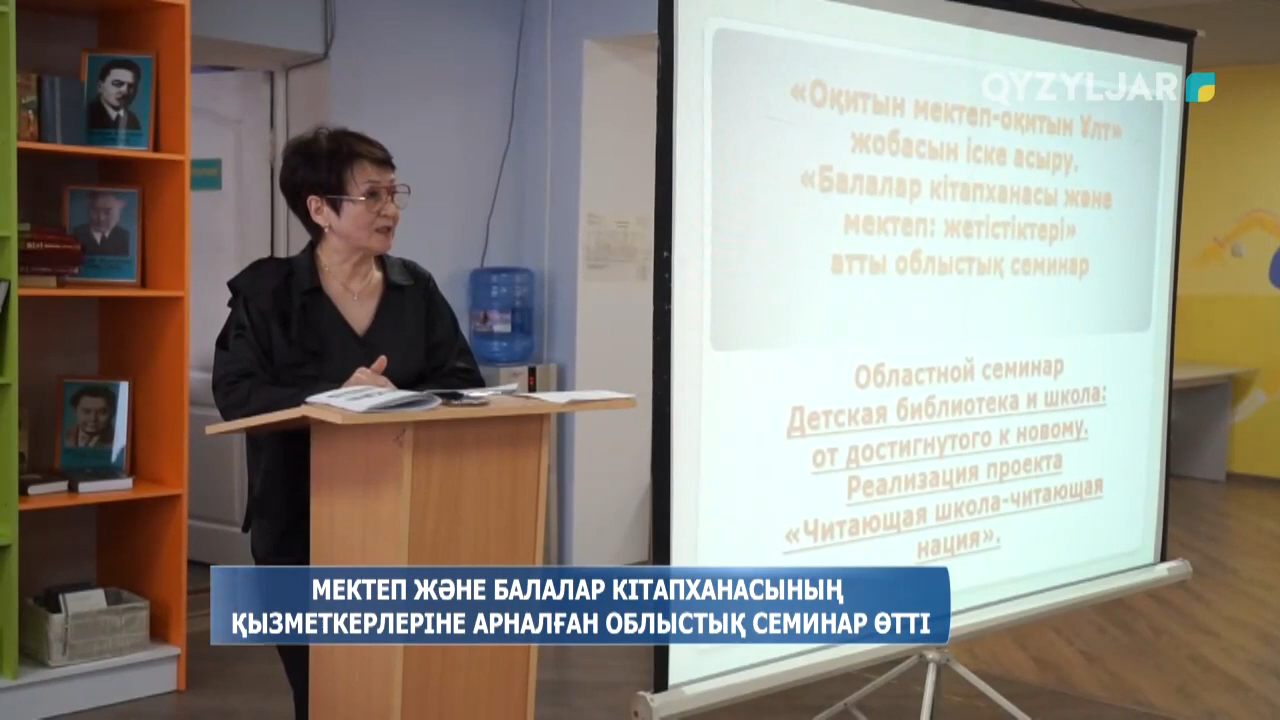 QYZYLJAR
«Оқитын мектеп-оқитын Ұлт»
жобасын іске асыру.
«Балалар кітапханасы және
мектеп: жетістіктері»
атты облыстық семинар
Областной семинар
Детская библиотека и школа:
от достигнутого к новому.
Реализация проекта
«Читающая школа-читающая
нация».
МЕКТЕП ЖӘНЕ БАЛАЛАР КІТАПХАНАСЫНЫҢ
ҚЫЗМЕТКЕРЛЕРІНЕ АРНАЛҒАН ОБЛЫСТЫҚ СЕМИНАР ӨТТІ